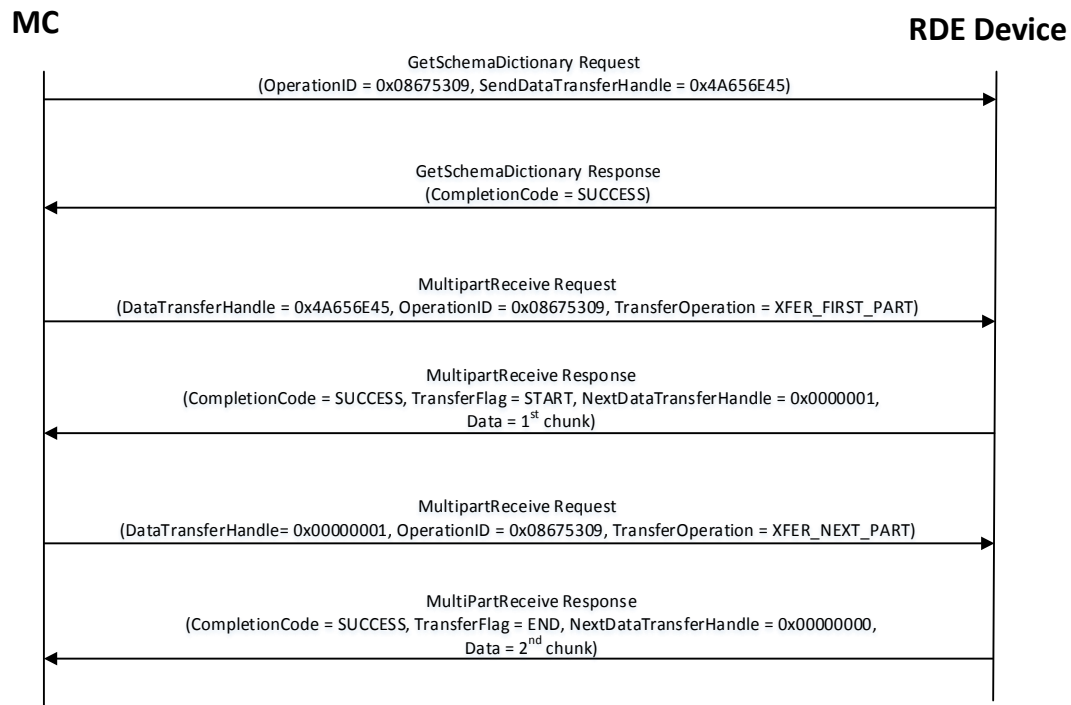 MC
RDE Device
GetSchemaDictionary Request
(OperationID = 0x08675309, SendDataTransferHandle = 0x4A656E45)
GetSchemaDictionary Response
(CompletionCode = SUCCESS)
MultipartReceive Request
(DataTransferHandle = 0x4A656E45, OperationID = 0x08675309, TransferOperation = XFER_FIRST_PART)
MultipartReceive Response
(CompletionCode = SUCCESS, TransferFlag = START, NextDataTransferHandle = 0x0000001,
Data = 1st chunk)
MultipartReceive Request
(DataTransferHandle= 0x00000001, OperationID = 0x08675309, TransferOperation = XFER_NEXT_PART)
MultiPartReceive Response
(CompletionCode = SUCCESS, TransferFlag = END, NextDataTransferHandle = 0x00000000,
Data = 2nd chunk)